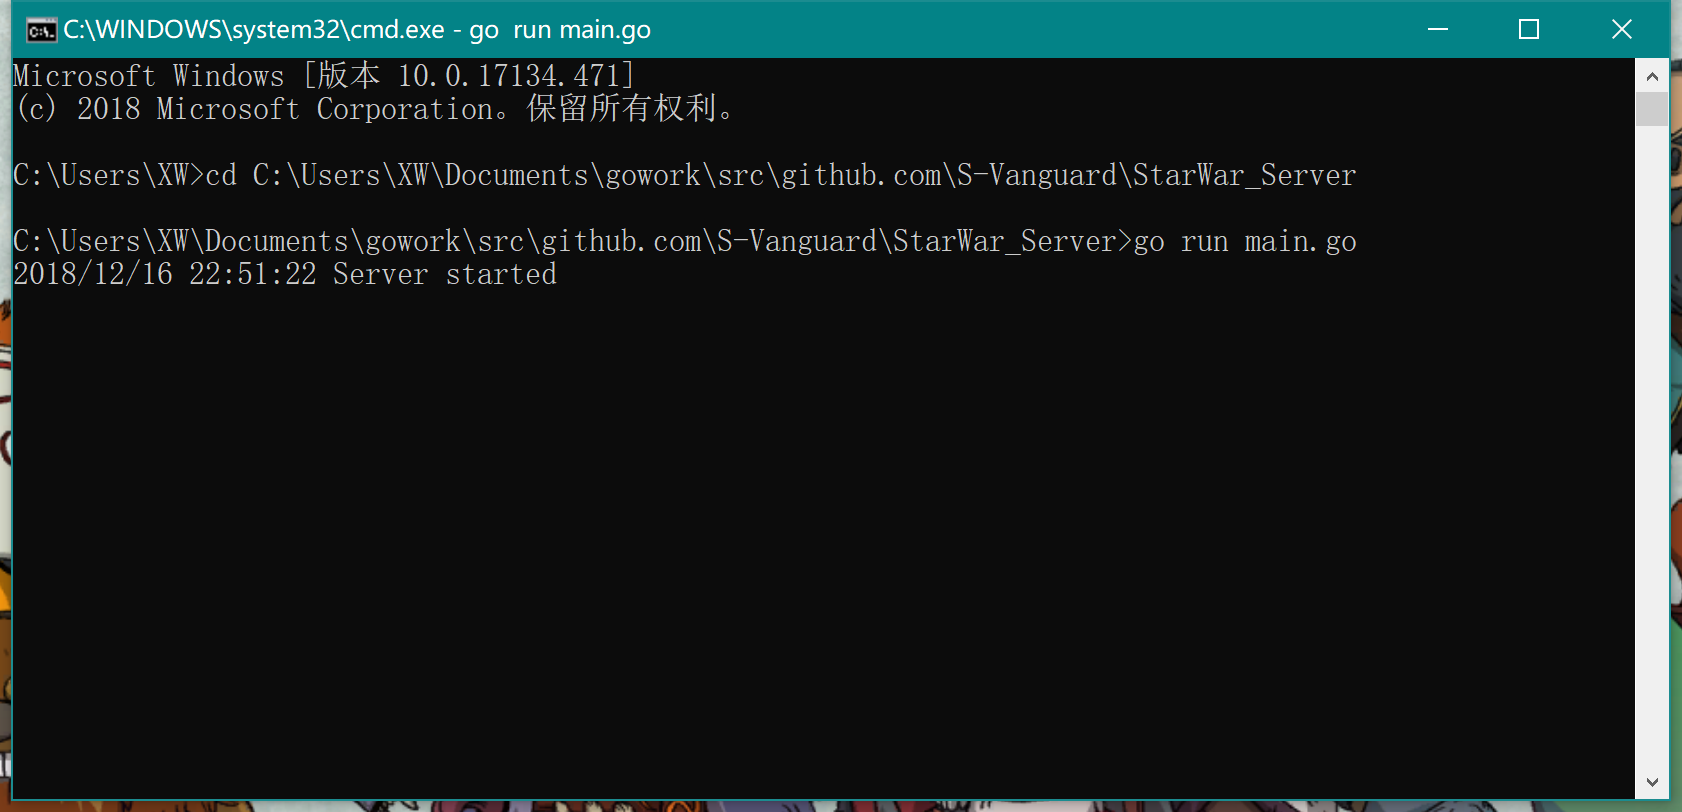 C:\WINDOWS\system32\cmd.exe - go  run main.go
Microsoft Windows [版本 10.0.17134.471]
(c) 2018 Microsoft Corporation。保留所有权利。
C:\Users\XW>cd C:\Users\XW\Documents\gowork\src\github.com\S-Vanguard\StarWar_Server
C:\Users\XW\Documents\gowork\src\github.com\S-Vanguard\StarWar_Server>go run main.go
2018/12/16 22:51:22 Server started